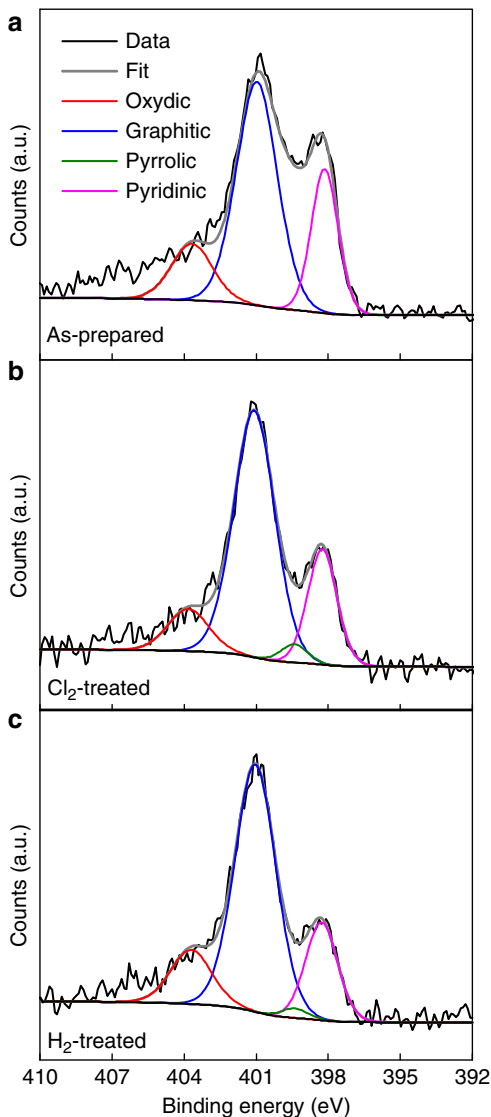 a
Data
Fit
Oxydic
Graphitic
Pyrrolic
Pyridinic
Counts (a.u.)
As-prepared
b
Counts (a.u.)
Cl₂-treated
c
Counts (a.u.)
H₂-treated
410 407 404 401 398 395 392
Binding energy (eV)